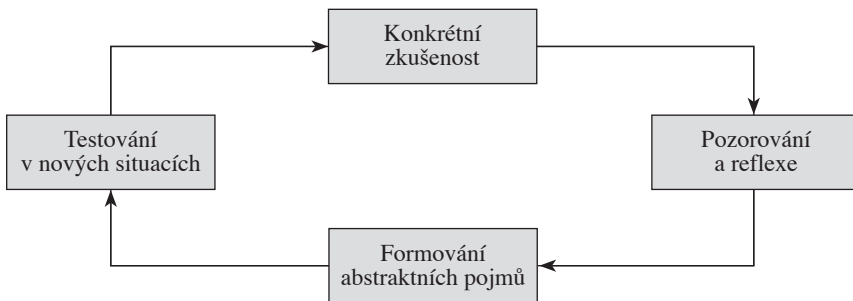 Konkrétní
zkušenost
Testování
v nových situacích
Pozorování
a reflexe
Formování
abstraktních pojmů